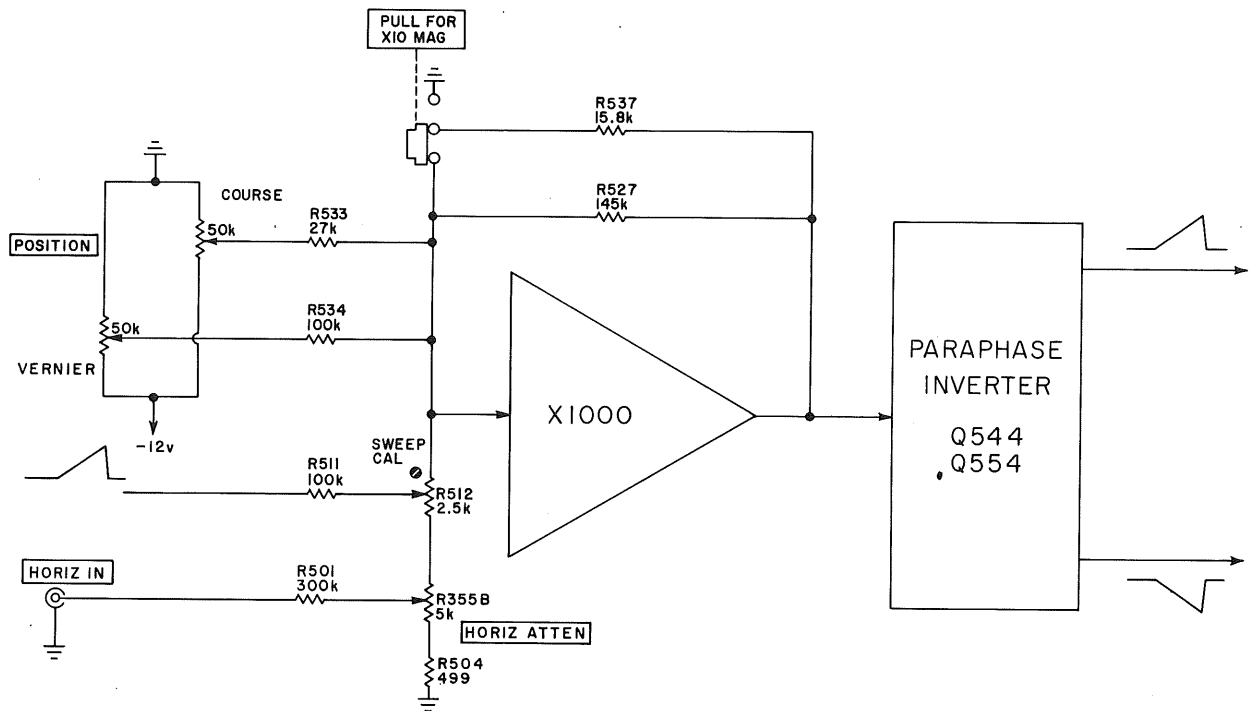 PULL FOR
X10 MAG
R537
15.8k
R527
145k
COURSE
R533
27k
50k
POSITION
R534
100k
50k
VERNIER
-12v
X1000
PARAPHASE
INVERTER
Q544
Q554
SWEEP
CAL
R511
100k
R512
2.5k
HORIZ IN
R501
300k
R355B
5k
HORIZ ATTEN
R504
499